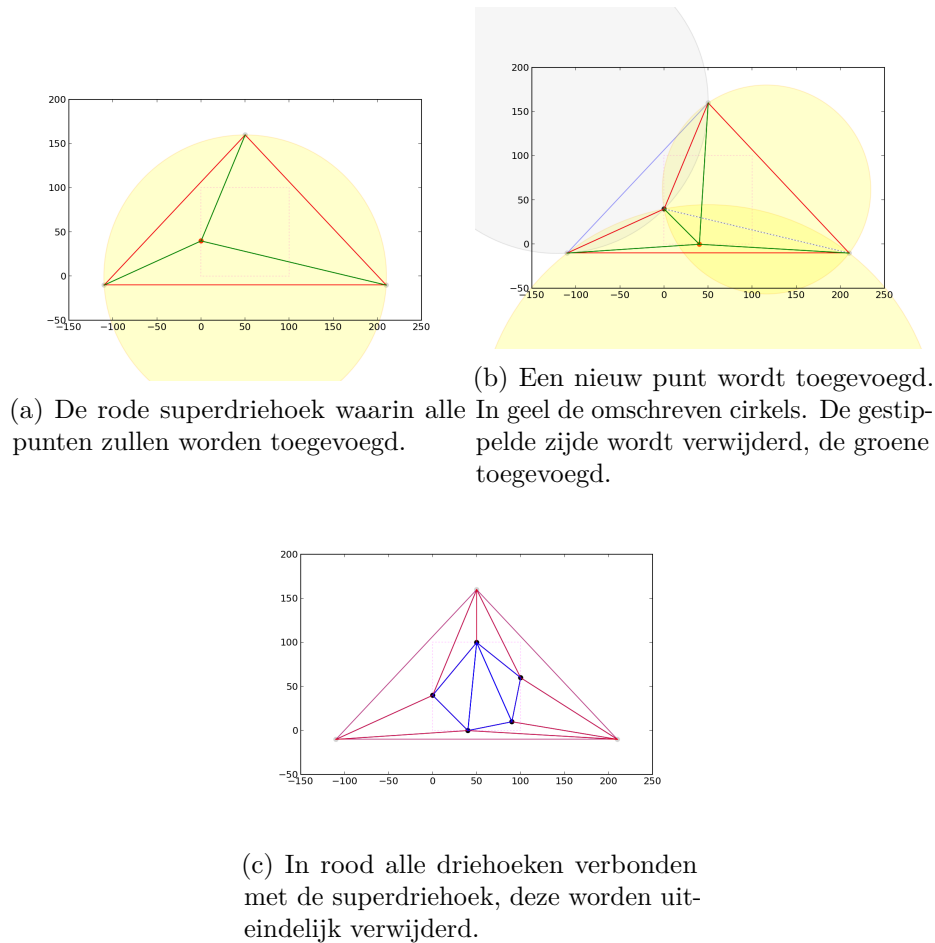 200
150
100
50
0
−50
−150 −100 −50 0 50 100 150 200 250
(a) De rode superdriehoek waarin alle
punten zullen worden toegevoegd.
200
150
100
50
0
−50
−150 −100 −50 0 50 100 150 200 250
(b) Een nieuw punt wordt toegevoegd.
In geel de omschreven cirkels. De gestip-
pelde zijde wordt verwijderd, de groene
toegevoegd.
200
150
100
50
0
−50
−150 −100 −50 0 50 100 150 200 250
(c) In rood alle driehoeken verbonden
met de superdriehoek, deze worden uit-
eindelijk verwijderd.